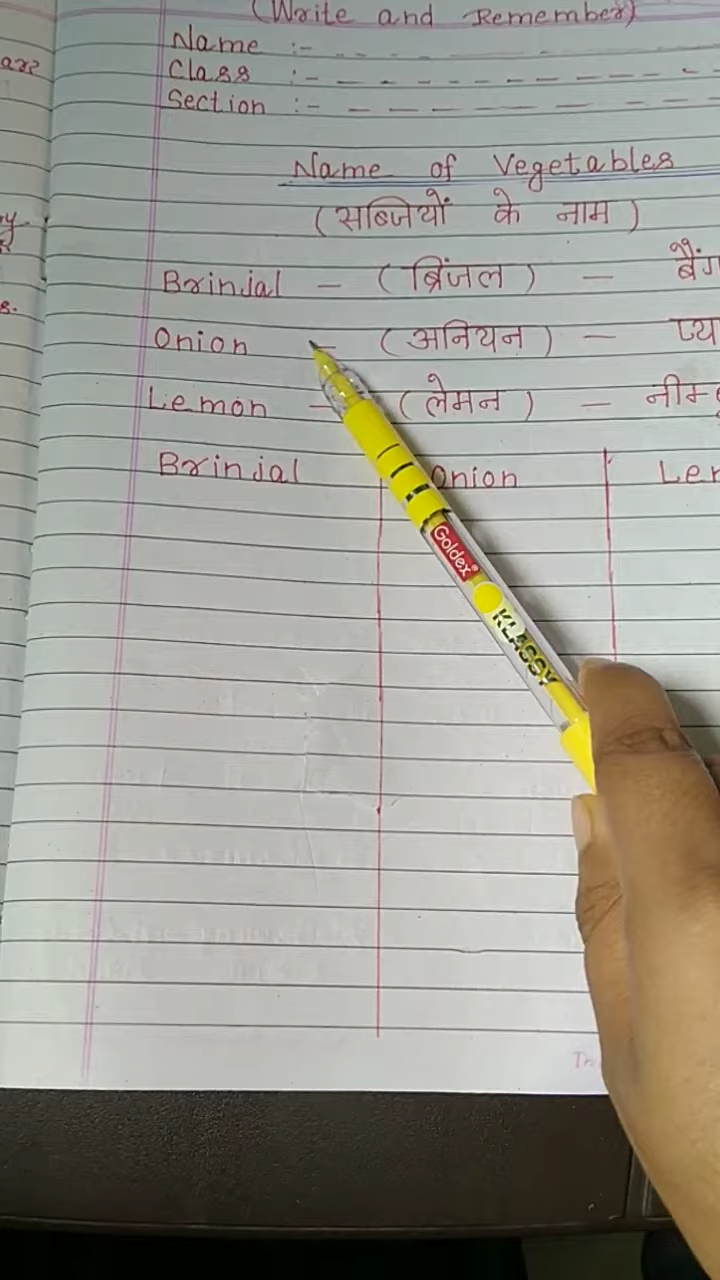 (Write and Remember)
Name :-
Class :-
Section :-
Name of Vegetables
(सब्जियों के नाम)
Brinjal - (ब्रिंजल) -
Onion - (अनियन) -
Lemon - (लेमन) - नीम्बू
Brinjal Onion
Goldex KLASSY